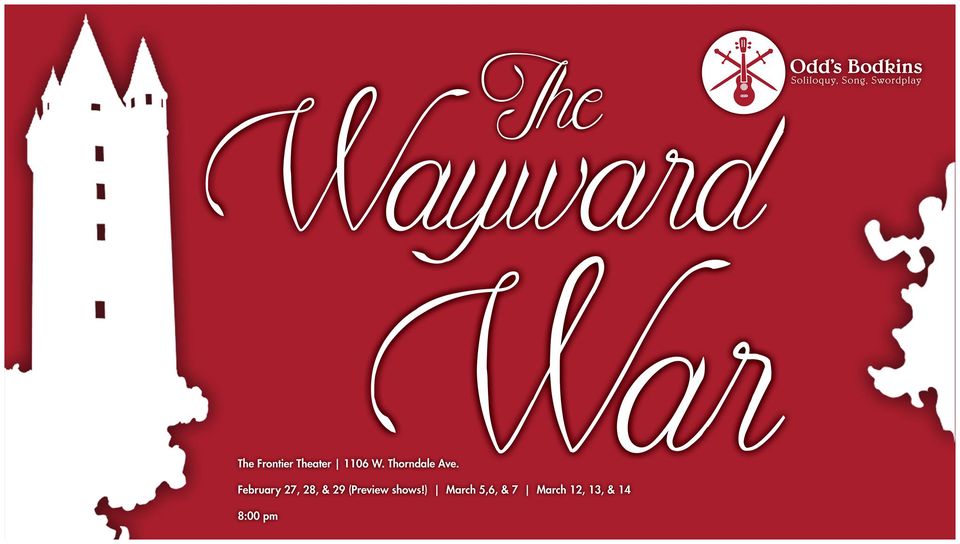 Odd's Bodkins
Soliloquy, Song, Swordplay
The
Wayward
War
The Frontier Theater | 1106 W. Thorndale Ave.
February 27, 28, & 29 (Preview shows!) | March 5,6, & 7 | March 12, 13, & 14
8:00 pm